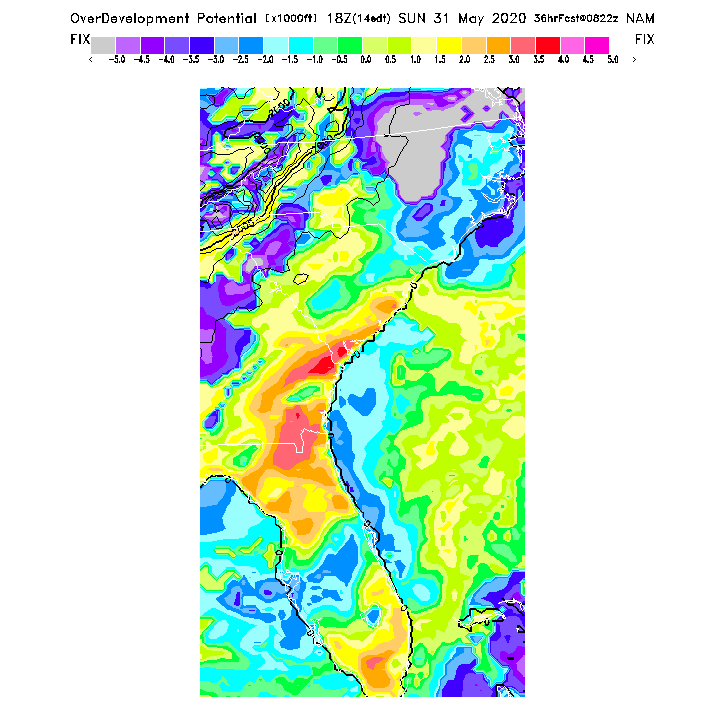 OverDevelopment Potential [x1000ft] 18Z(14edt) SUN 31 May 2020 36hrFcst@0822z NAM
FIX FIX
< -5.0 -4.5 -4.0 -3.5 -3.0 -2.5 -2.0 -1.5 -1.0 -0.5 0.0 0.5 1.0 1.5 2.0 2.5 3.0 3.5 4.0 4.5 5.0 >